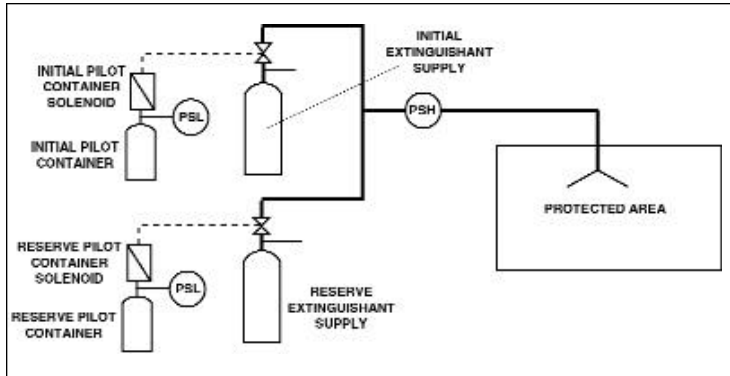 INITIAL
EXTINGUISHANT
SUPPLY
INITIAL PILOT
CONTAINER
SOLENOID
PSL
INITIAL PILOT
CONTAINER
PSH
PROTECTED AREA
RESERVE PILOT
CONTAINER
SOLENOID
PSL
RESERVE PILOT
CONTAINER
RESERVE
EXTINGUISHANT
SUPPLY